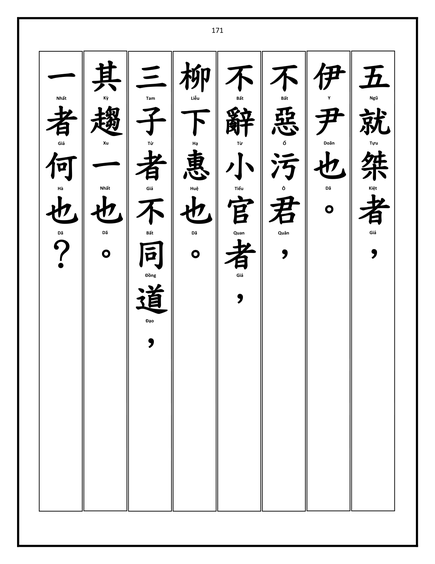 171
五就桀者，
Ngũ Tựu Kiệt Giả
伊尹也。
Y Doãn Dã
不惡污君，
Bất Ố Ô Quân
不辭小官者，
Bất Từ Tiểu Quan Giả
柳下惠也。
Liễu Hạ Huệ Dã
三子者不同道，
Tam Tử Giả Bất Đồng Đạo
其趨一也。
Kỳ Xu Nhất Dã
一者何也？
Nhất Giả Hà Dã